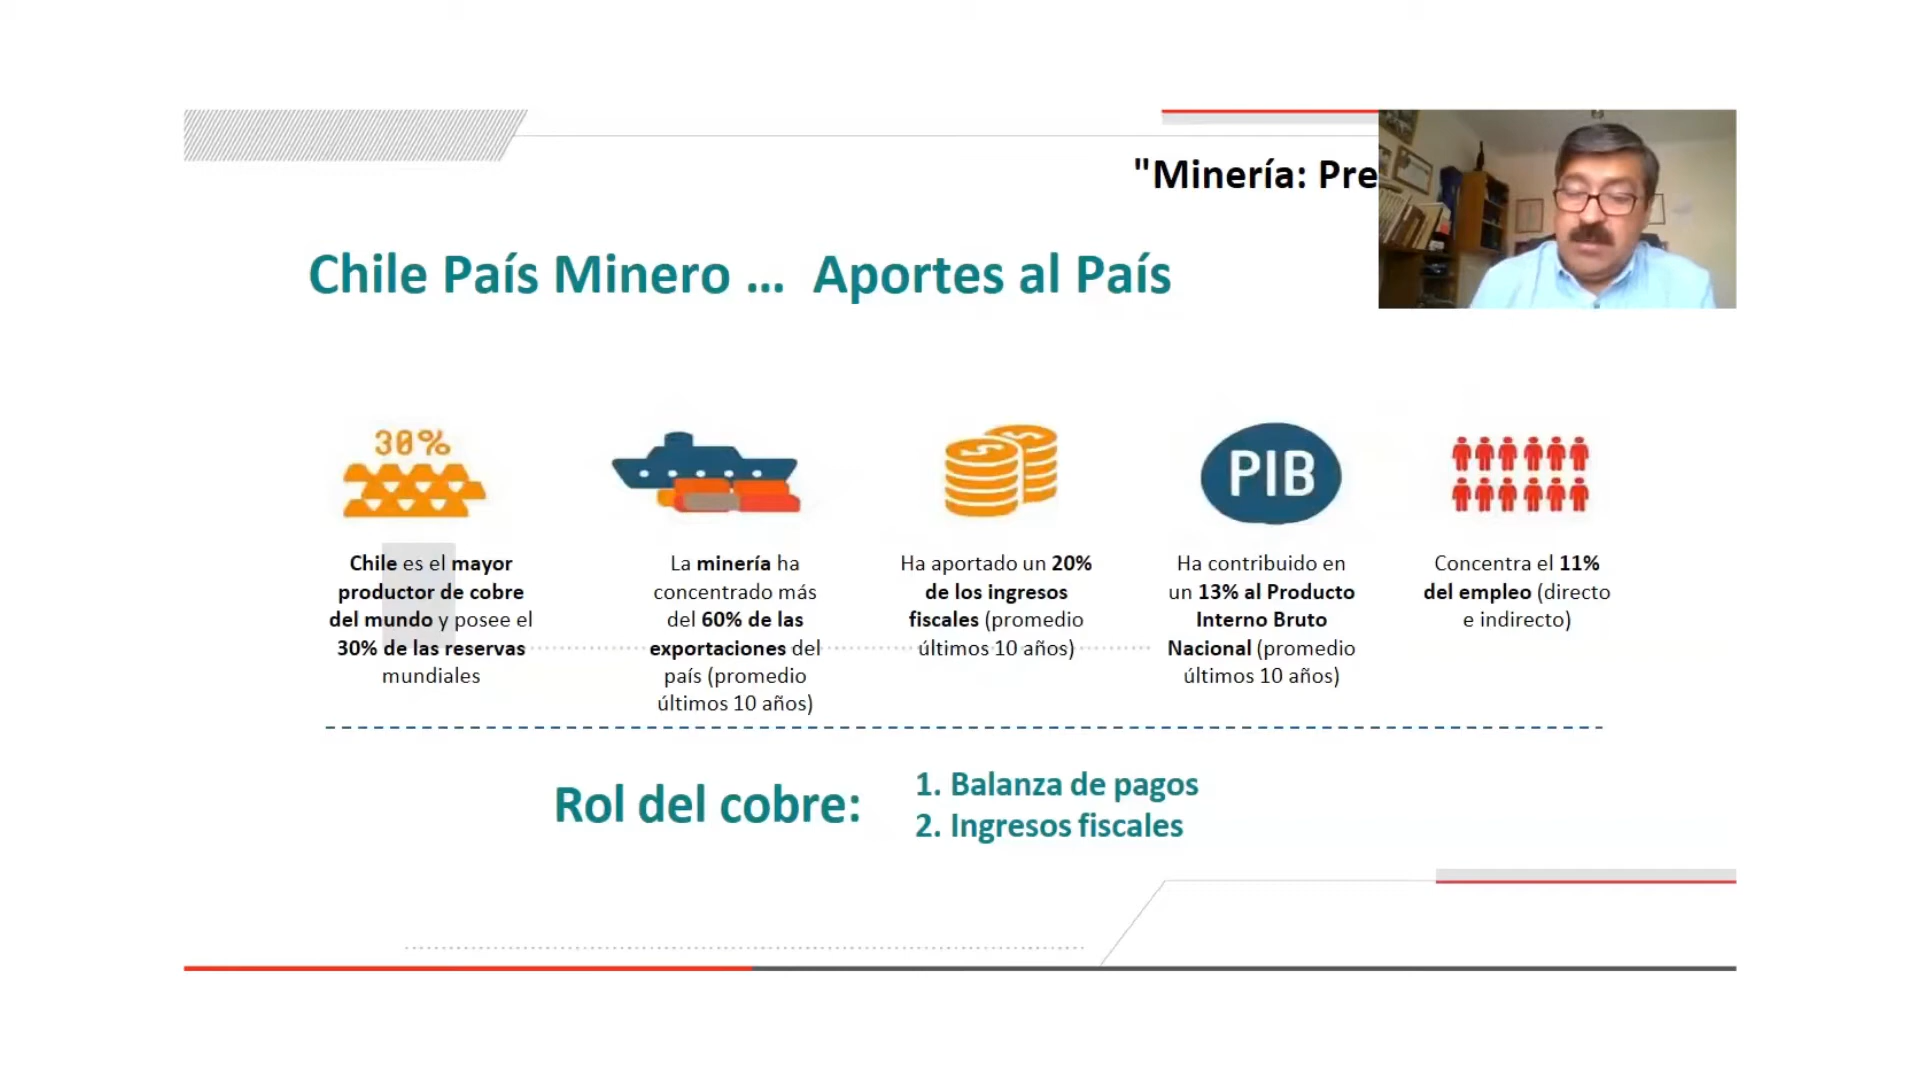 "Minería: Pre
Chile País Minero ... Aportes al País
30%
PIB
Chile es el mayor
productor de cobre
del mundo y posee el
30% de las reservas
mundiales
La minería ha
concentrado más
del 60% de las
exportaciones del
país (promedio
últimos 10 años)
Ha aportado un 20%
de los ingresos
fiscales (promedio
últimos 10 años)
Ha contribuido en
un 13% al Producto
Interno Bruto
Nacional (promedio
últimos 10 años)
Concentra el 11%
del empleo (directo
e indirecto)
Rol del cobre:
1. Balanza de pagos
2. Ingresos fiscales